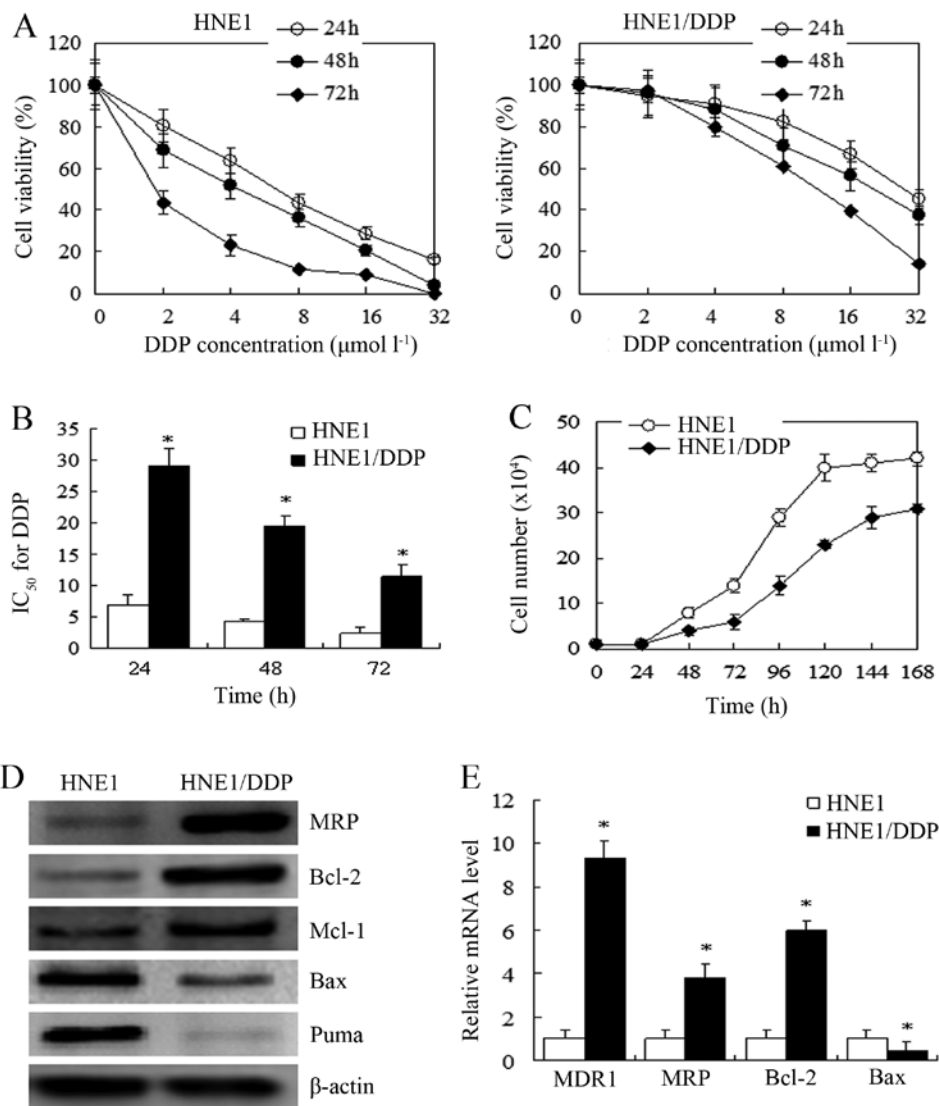 A
HNE1
24h
48h
72h
Cell viability (%)
120
100
80
60
40
20
0
0 2 4 8 16 32
DDP concentration (μmol l⁻¹)
HNE1/DDP
24h
48h
72h
Cell viability (%)
120
100
80
60
40
20
0
0 2 4 8 16 32
DDP concentration (μmol l⁻¹)
B
HNE1
HNE1/DDP
IC₅₀ for DDP
35
30
25
20
15
10
5
0
24 48 72
Time (h)
C
HNE1
HNE1/DDP
Cell number (x10⁴)
50
40
30
20
10
0
0 24 48 72 96 120 144 168
Time (h)
* * *
D
HNE1 HNE1/DDP
MRP
Bcl-2
Mcl-1
Bax
Puma
β-actin
E
HNE1
HNE1/DDP
Relative mRNA level
12
10
8
6
4
2
0
* * * *
MDR1 MRP Bcl-2 Bax